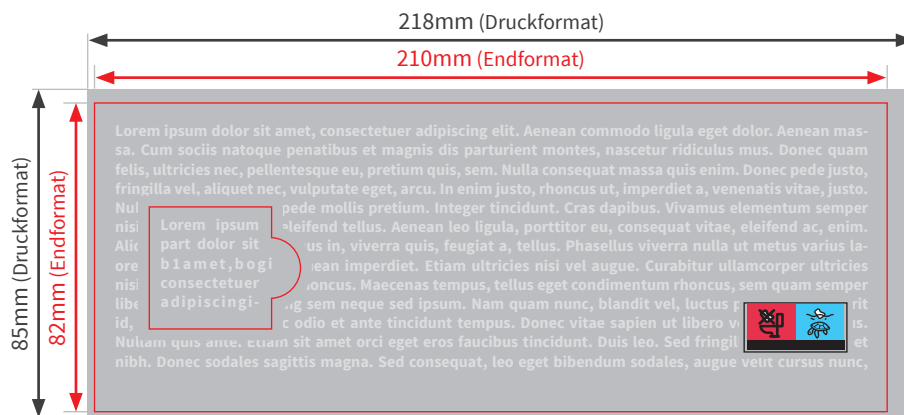 218mm (Druckformat)
210mm (Endformat)
85mm (Druckformat)
82mm (Endformat)
Lorem ipsum dolor sit amet, consectetuer adipiscing elit. Aenean commodo ligula eget dolor. Aenean mas-
sa. Cum sociis natoque penatibus et magnis dis parturient montes, nascetur ridiculus mus. Donec quam
felis, ultricies nec, pellentesque eu, pretium quis, sem. Nulla consequat massa quis enim. Donec pede justo,
fringilla vel, aliquet nec, vulputate eget, arcu. In enim justo, rhoncus ut, imperdiet a, venenatis vitae, justo.
pede mollis pretium. Integer tincidunt. Cras dapibus. Vivamus elementum semper
nisi eleifend tellus. Aenean leo ligula, porttitor eu, consequat vitae, eleifend ac, enim.
in, viverra quis, feugiat a, tellus. Phasellus viverra nulla ut metus varius la-
ore imperdiet. Etiam ultricies nisi vel augue. Curabitur ullamcorper ultricies
nisi rhoncus. Maecenas tempus, tellus eget condimentum rhoncus, sem quam semper
sem neque sed ipsum. Nam quam nunc, blandit vel, luctus
id, odio et ante tincidunt tempus. Donec vitae sapien ut libero
Nullam quis ante. Etiam sit amet orci eget eros faucibus tincidunt. Duis leo. Sed et
nibh. Donec sodales sagittis magna. Sed consequat, leo eget bibendum sodales, augue velit cursus nunc,
Lorem ipsum
part dolor sit
b1amet,bogi
consectetuer
adipiscingi-